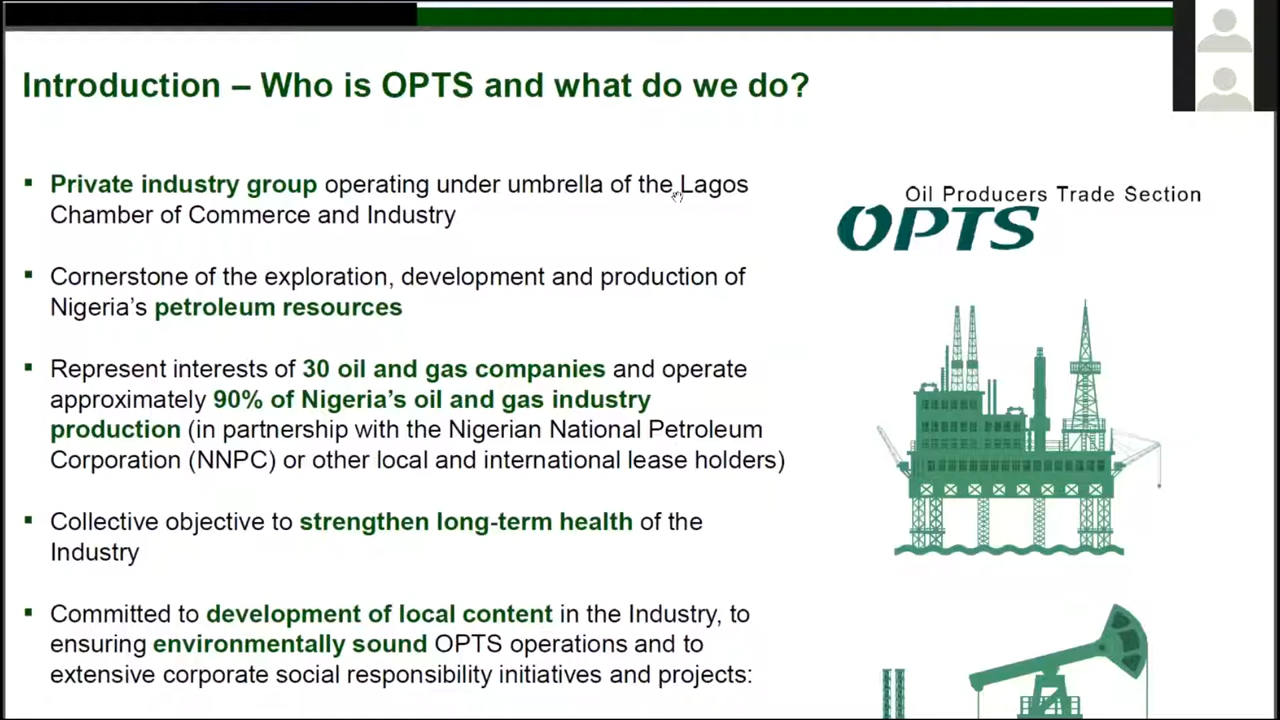 Introduction – Who is OPTS and what do we do?
▪ Private industry group operating under umbrella of the Lagos
Chamber of Commerce and Industry
▪ Cornerstone of the exploration, development and production of
Nigeria’s petroleum resources
▪ Represent interests of 30 oil and gas companies and operate
approximately 90% of Nigeria’s oil and gas industry
production (in partnership with the Nigerian National Petroleum
Corporation (NNPC) or other local and international lease holders)
▪ Collective objective to strengthen long-term health of the
Industry
▪ Committed to development of local content in the Industry, to
ensuring environmentally sound OPTS operations and to
extensive corporate social responsibility initiatives and projects:
Oil Producers Trade Section
OPTS